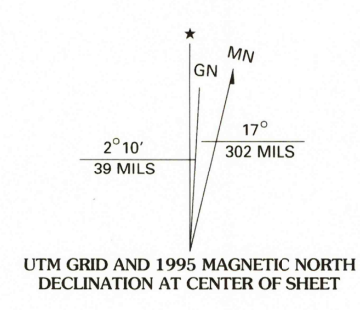 ★
MN
GN
17°
302 MILS
2°10'
39 MILS
UTM GRID AND 1995 MAGNETIC NORTH
DECLINATION AT CENTER OF SHEET